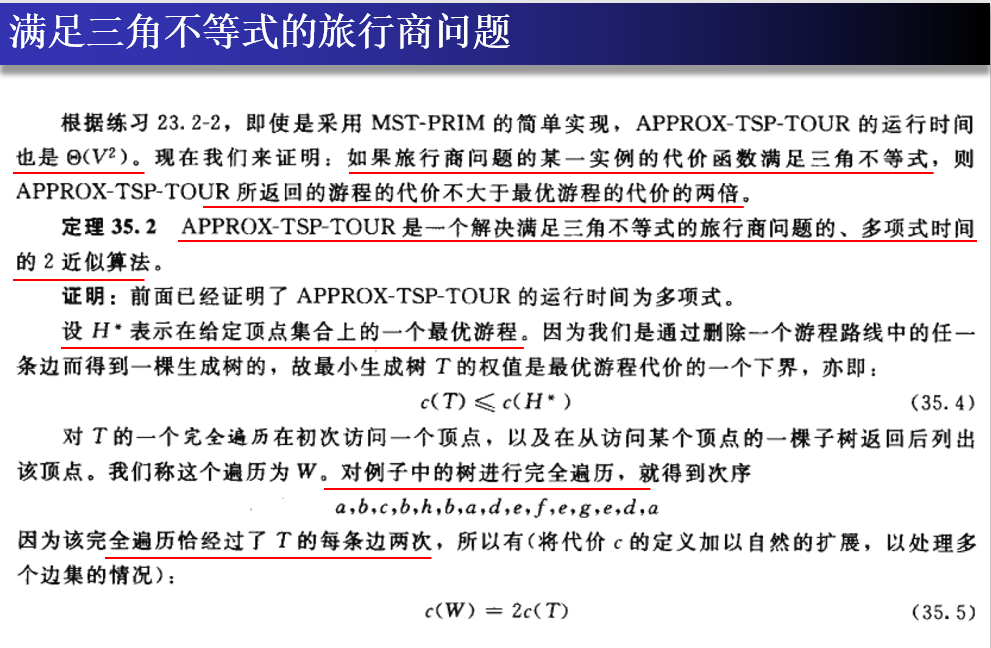 满足三角不等式的旅行商问题
根据练习 23.2-2，即使是采用 MST-PRIM 的简单实现，APPROX-TSP-TOUR 的运行时间
也是 Θ(V²)。现在我们来证明：如果旅行商问题的某一实例的代价函数满足三角不等式，则
APPROX-TSP-TOUR 所返回的游程的代价不大于最优游程的代价的两倍。
定理 35.2 APPROX-TSP-TOUR 是一个解决满足三角不等式的旅行商问题的、多项式时间
的 2 近似算法。
证明：前面已经证明了 APPROX-TSP-TOUR 的运行时间为多项式。
设 H* 表示在给定顶点集合上的一个最优游程。因为我们是通过删除一个游程路线中的任一
条边而得到一棵生成树的，故最小生成树 T 的权值是最优游程代价的一个下界，亦即：
c(T) ≤ c(H*) (35.4)
对 T 的一个完全遍历在初次访问一个顶点，以及在从访问某个顶点的一棵子树返回后列出
该顶点。我们称这个遍历为 W。对例子中的树进行完全遍历，就得到次序
a,b,c,b,h,b,a,d,e,f,e,g,e,d,a
因为该完全遍历恰经过了 T 的每条边两次，所以有(将代价 c 的定义加以自然的扩展，以处理多
个边集的情况)：
c(W) = 2c(T) (35.5)